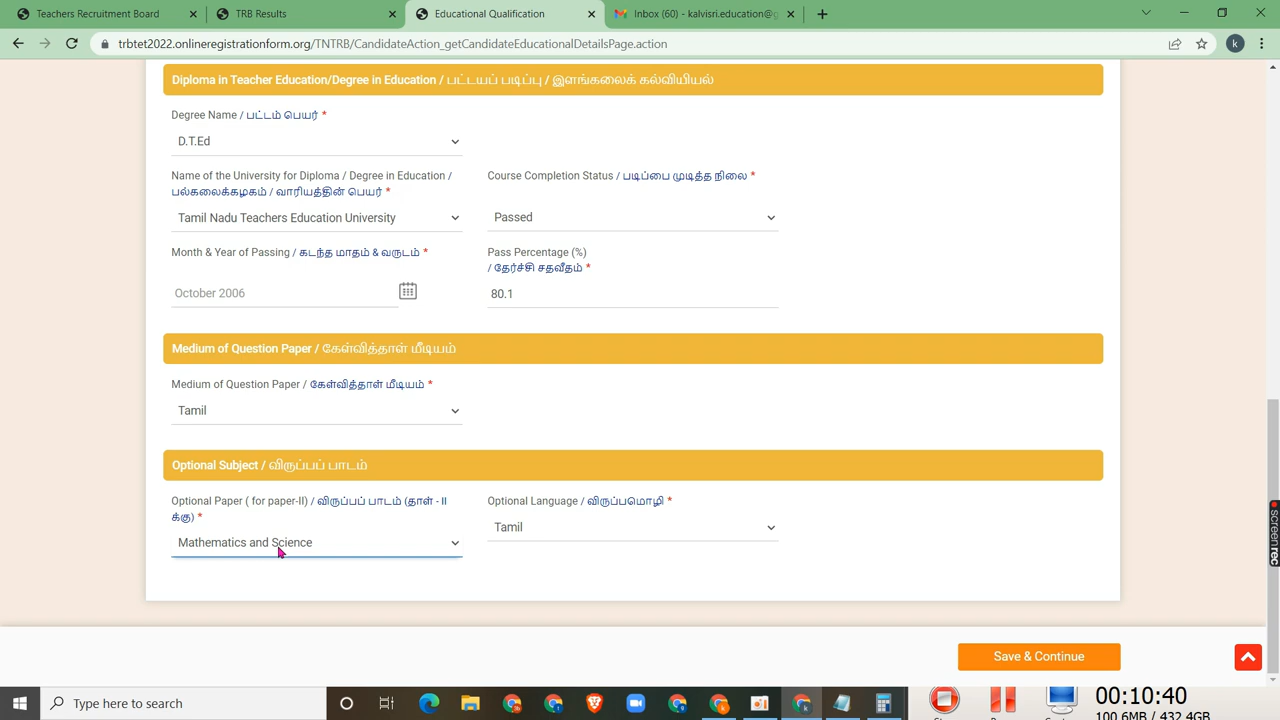 Teachers Recruitment Board
TRB Results
Educational Qualification
Inbox (60) - kalvisri.education@g
trbtet2022.onlineregistrationform.org/TNTRB/CandidateAction_getCandidateEducationalDetailsPage.action
k
Diploma in Teacher Education/Degree in Education / பட்டயப் படிப்பு / இளங்கலைக் கல்வியியல்
Degree Name / பட்டம் பெயர் *
D.T.Ed
Name of the University for Diploma / Degree in Education /
பல்கலைக்கழகம் / வாரியத்தின் பெயர் *
Course Completion Status / படிப்பை முடித்த நிலை *
Tamil Nadu Teachers Education University
Passed
Month & Year of Passing / கடந்த மாதம் & வருடம் *
Pass Percentage (%)
/ தேர்ச்சி சதவீதம் *
October 2006
80.1
Medium of Question Paper / கேள்வித்தாள் மீடியம்
Medium of Question Paper / கேள்வித்தாள் மீடியம் *
Tamil
Optional Subject / விருப்பப் பாடம்
Optional Paper ( for paper-II) / விருப்பப் பாடம் (தாள் - II
க்கு) *
Optional Language / விருப்பமொழி *
Mathematics and Science
Tamil
Save & Continue
screenrec
Type here to search
00:10:40
100.6MB / 432.4GB